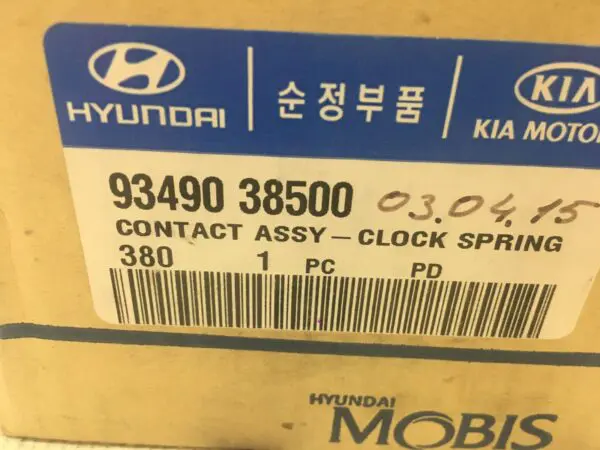 HYUNDAI 순정부품 KIA
KIA MOTO
93490 38500 03.04.15
CONTACT ASSY-CLOCK SPRING
380 1 PC PD
HYUNDAI
MOBIS